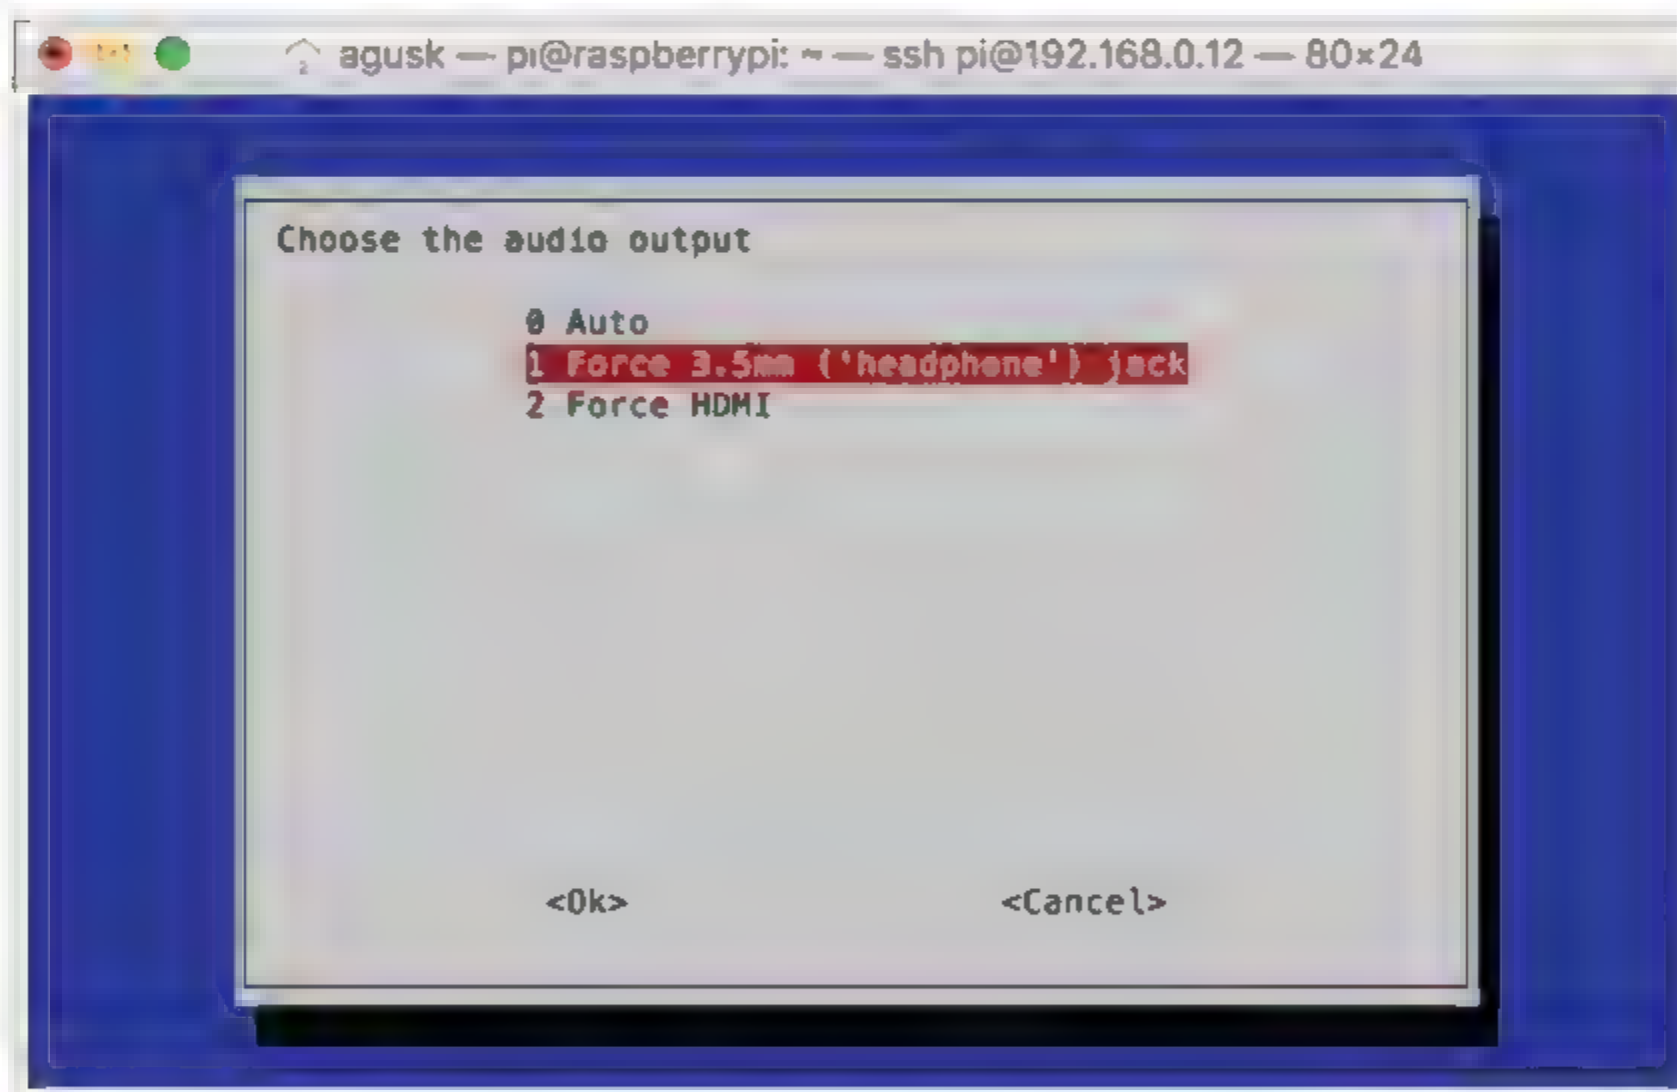 agusk — pi@raspberrypi: ~ — ssh pi@192.168.0.12 — 80×24
Choose the audio output
0 Auto
1 Force 3.5mm ('headphone') jack
2 Force HDMI
<Ok> <Cancel>